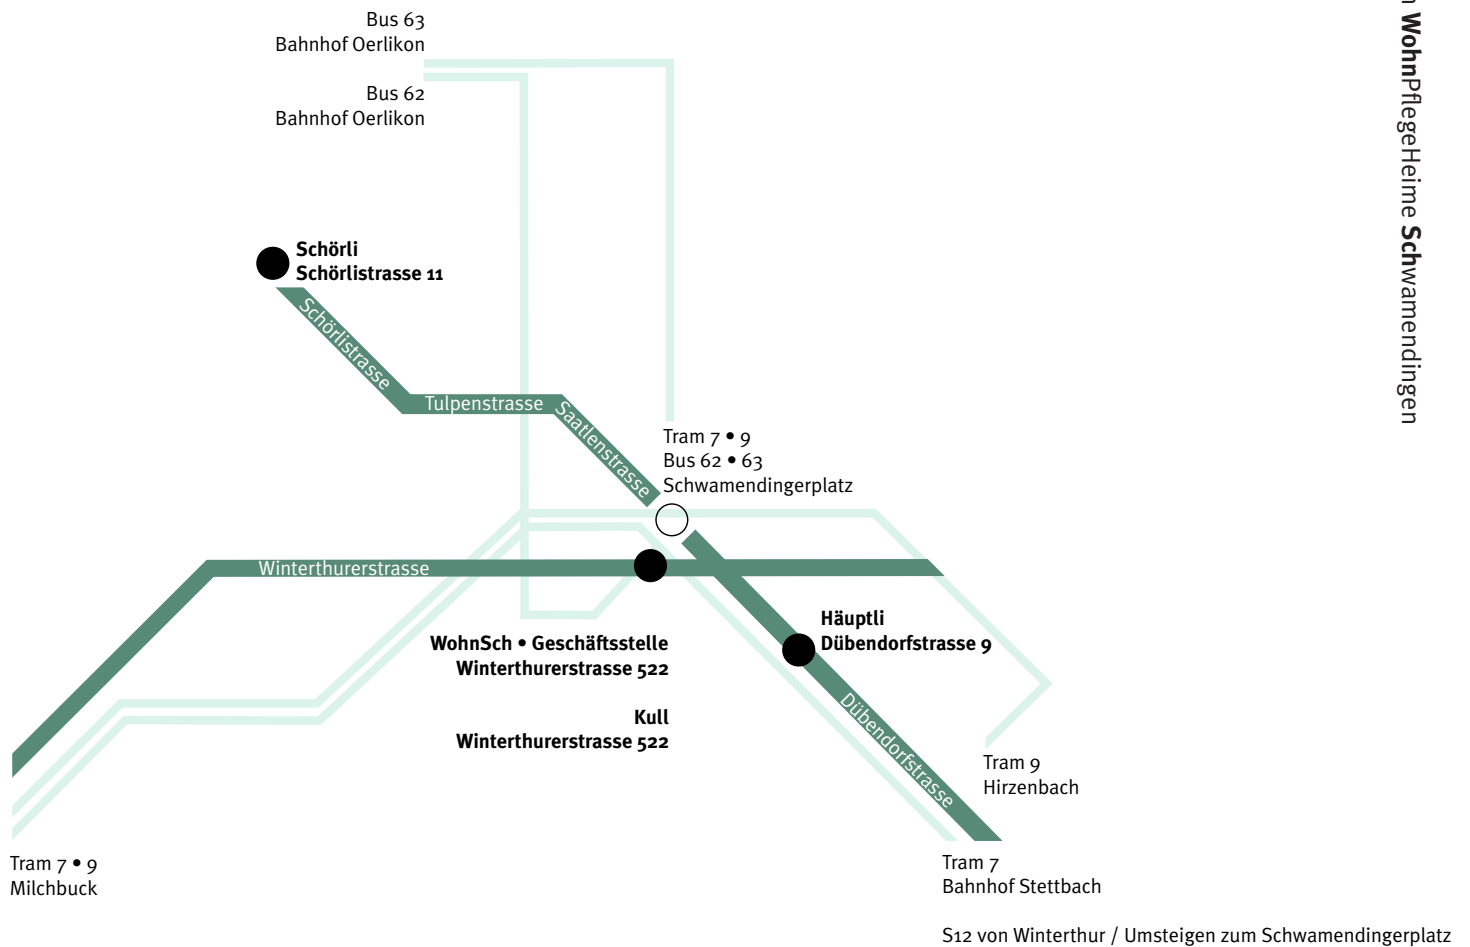 Bus 63
Bahnhof Oerlikon
Bus 62
Bahnhof Oerlikon
WohnPflegeHeime Schwamendingen
Schörli
Schörlistrasse 11
Schörlistrasse
Tulpenstrasse
Saatlenstrasse
Tram 7 • 9
Bus 62 • 63
Schwamendingerplatz
Winterthurerstrasse
WohnSch • Geschäftsstelle
Winterthurerstrasse 522
Kull
Winterthurerstrasse 522
Häuptli
Dübendorfstrasse 9
Dübendorfstrasse
Tram 9
Hirzenbach
Tram 7 • 9
Milchbuck
Tram 7
Bahnhof Stettbach
S12 von Winterthur / Umsteigen zum Schwamendingerplatz